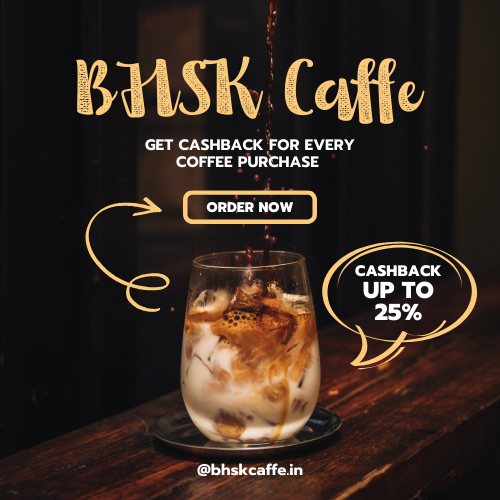 BHSK Caffe
GET CASHBACK FOR EVERY
COFFEE PURCHASE
ORDER NOW
CASHBACK
UP TO
25%
@bhskcaffe.in